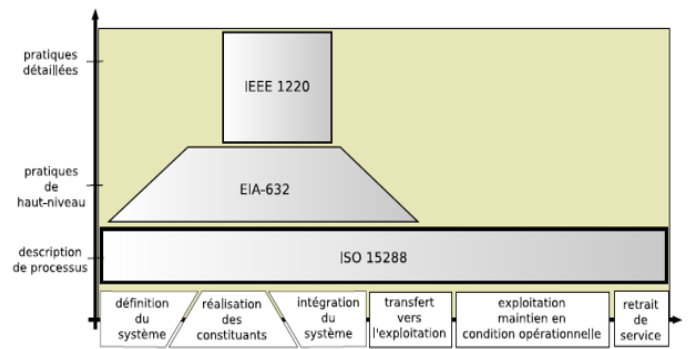 pratiques
détaillées
IEEE 1220
pratiques
de
haut-niveau
EIA-632
description
de processus
ISO 15288
définition
du
système
réalisation
des
constituants
intégration
du
système
transfert
vers
l'exploitation
exploitation
maintien en
condition opérationnelle
retrait
de
service